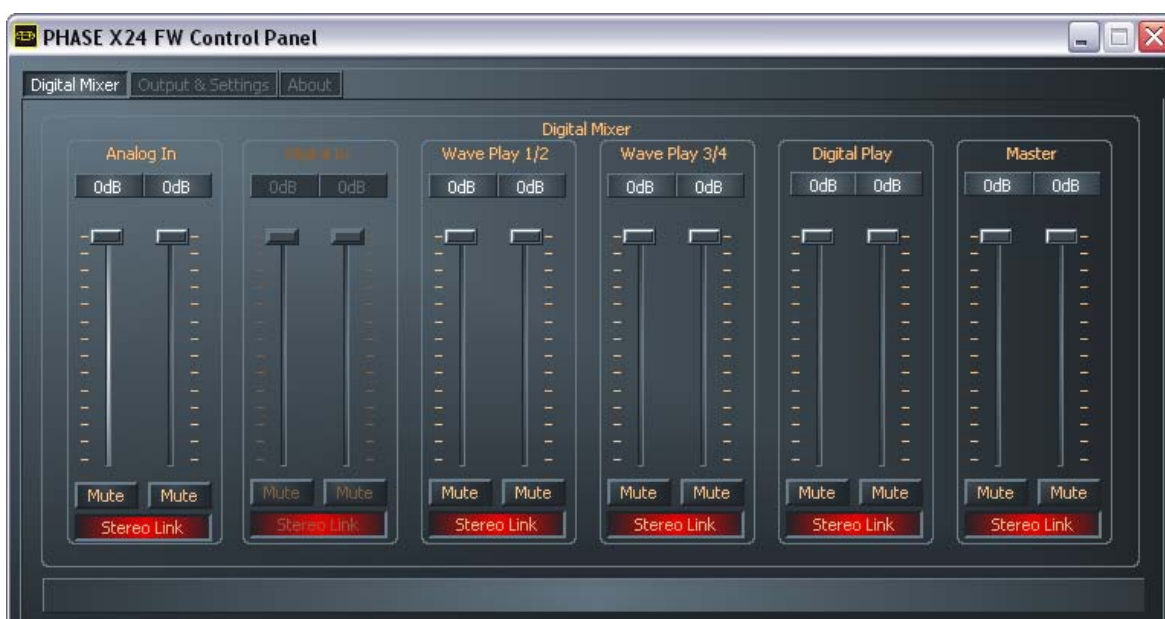 PHASE X24 FW Control Panel
Digital Mixer Output & Settings About
Digital Mixer
Analog In Wave Play 1/2 Wave Play 3/4 Digital Play Master
0dB 0dB 0dB 0dB 0dB 0dB 0dB 0dB 0dB 0dB 0dB 0dB
Mute Mute Mute Mute Mute Mute Mute Mute Mute Mute Mute Mute
Stereo Link Stereo Link Stereo Link Stereo Link Stereo Link Stereo Link